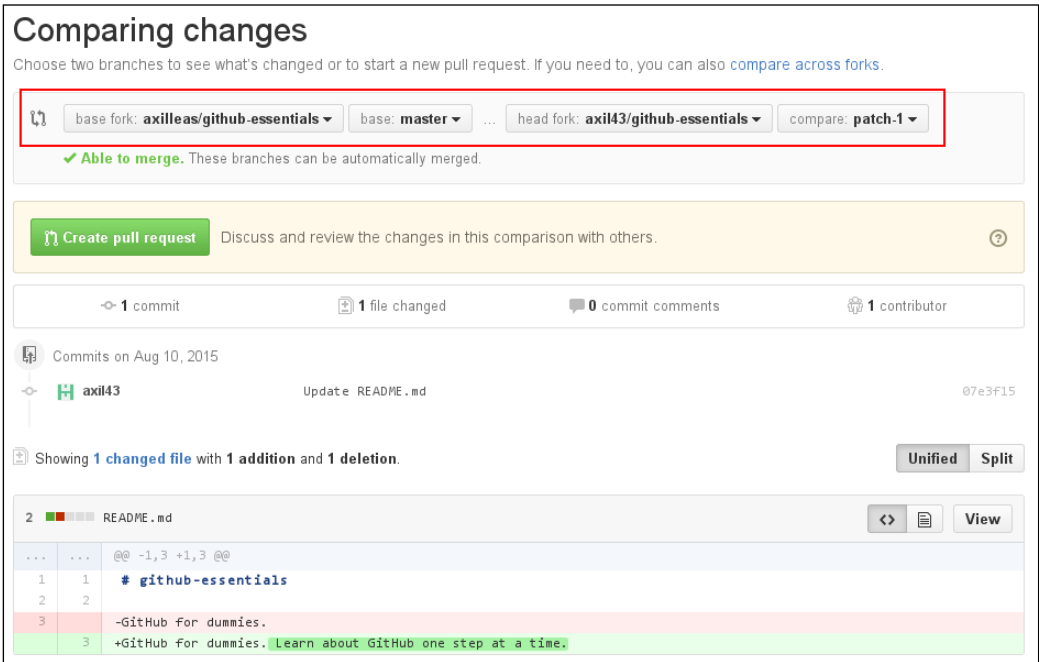 Comparing changes
Choose two branches to see what's changed or to start a new pull request. If you need to, you can also compare across forks.
base fork: axilleas/github-essentials base: master ... head fork: axil43/github-essentials compare: patch-1
Able to merge. These branches can be automatically merged.
Create pull request Discuss and review the changes in this comparison with others. ?
1 commit 1 file changed 0 commit comments 1 contributor
Commits on Aug 10, 2015
axil43 Update README.md 07e3f15
Showing 1 changed file with 1 addition and 1 deletion. Unified Split
2 README.md <> View
... ... @@ -1,3 +1,3 @@
1 1 # github-essentials
2 2
3 -GitHub for dummies.
3 +GitHub for dummies. Learn about GitHub one step at a time.